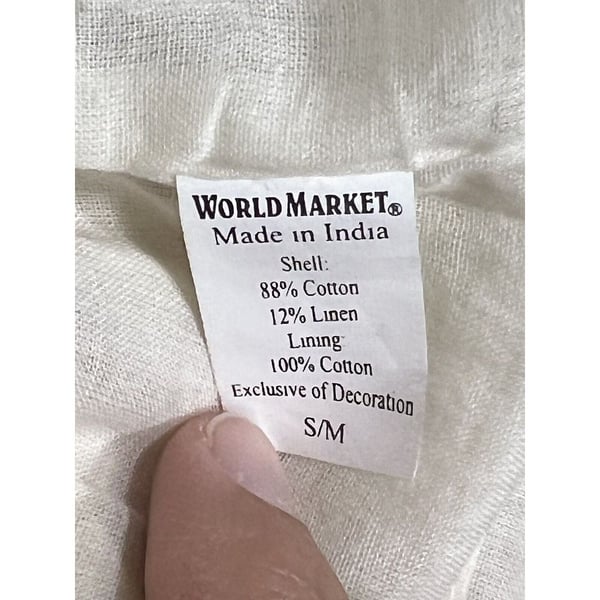 WORLD MARKET®
Made in India
Shell:
88% Cotton
12% Linen
Lining:
100% Cotton
Exclusive of Decoration
S/M